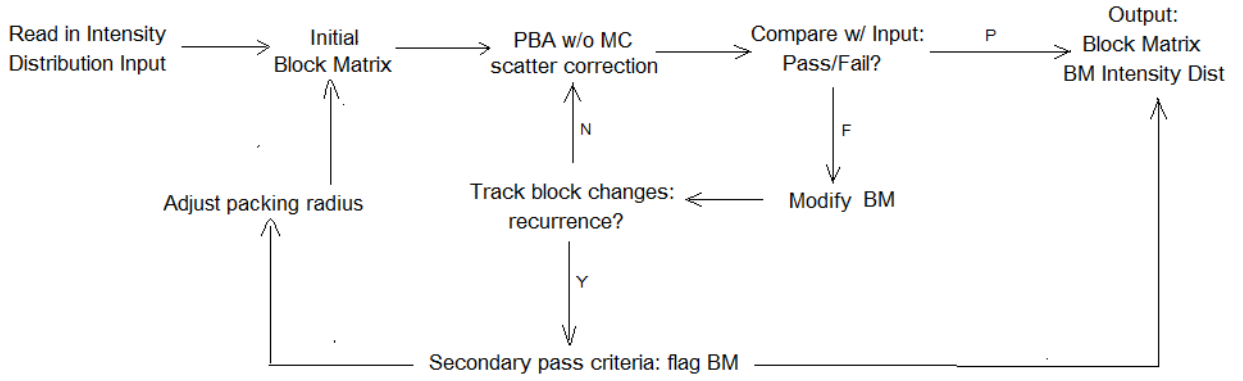 Read in Intensity
Distribution Input
Initial
Block Matrix
PBA w/o MC
scatter correction
Compare w/ Input:
Pass/Fail?
P
Output:
Block Matrix
BM Intensity Dist
N
F
Adjust packing radius
Track block changes:
recurrence?
Modify BM
Y
Secondary pass criteria: flag BM